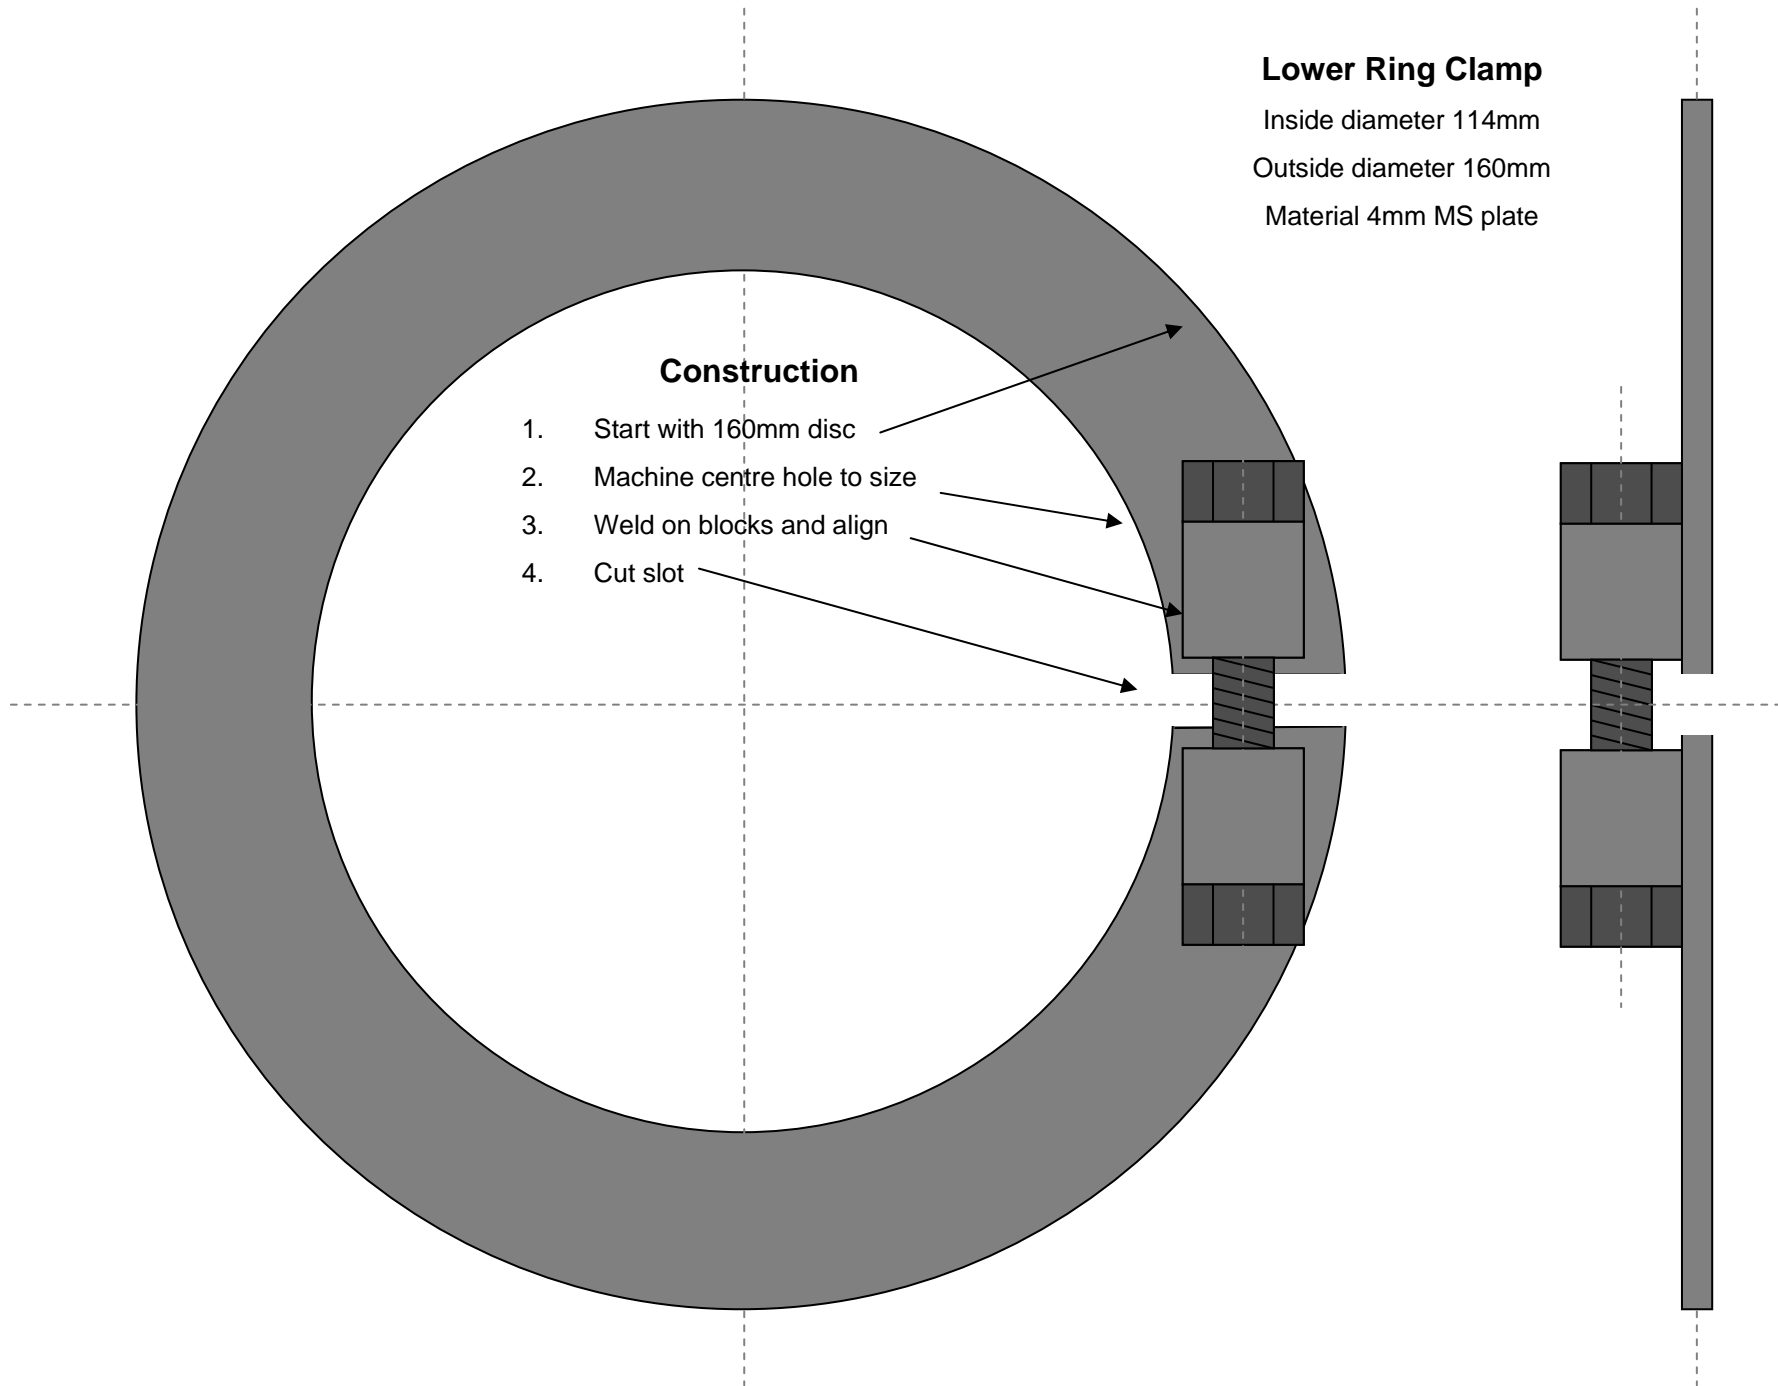 Lower Ring Clamp
Inside diameter 114mm
Outside diameter 160mm
Material 4mm MS plate
Construction
1. Start with 160mm disc
2. Machine centre hole to size
3. Weld on blocks and align
4. Cut slot